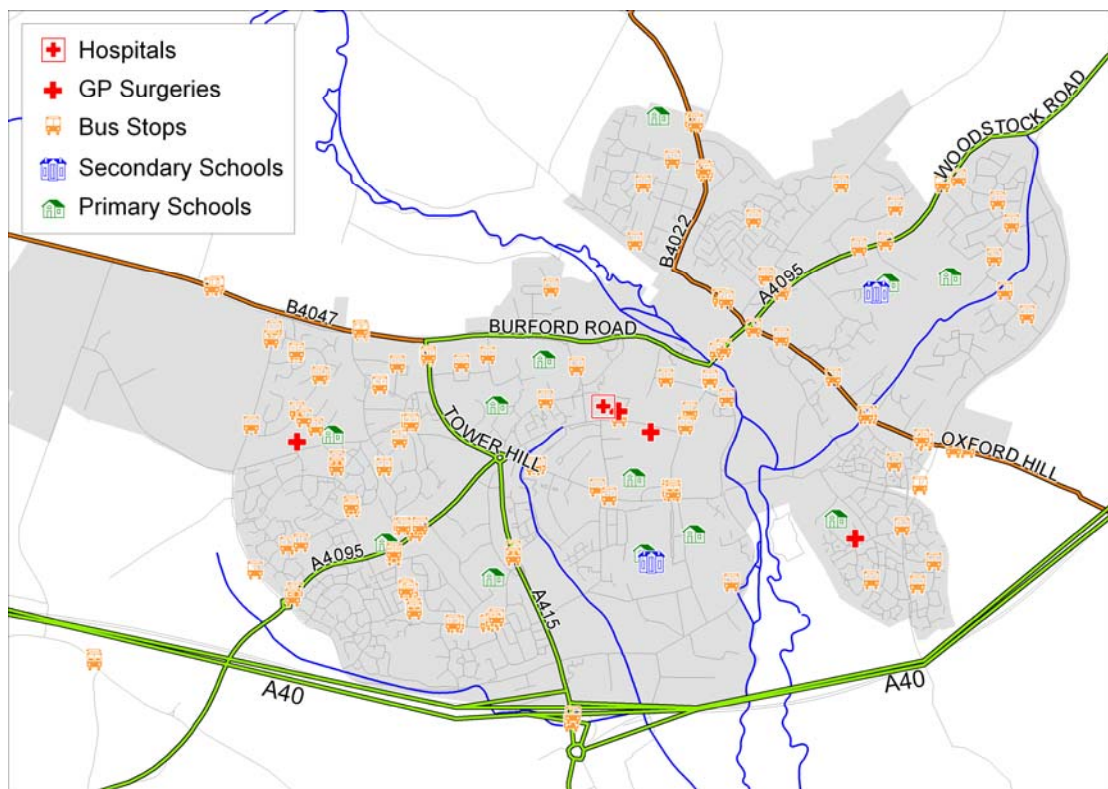 Hospitals
GP Surgeries
Bus Stops
Secondary Schools
Primary Schools
WOODSTOCK ROAD
B4022
A4095
B4047
BURFORD ROAD
TOWER HILL
OXFORD HILL
A4095
A415
A40
A40